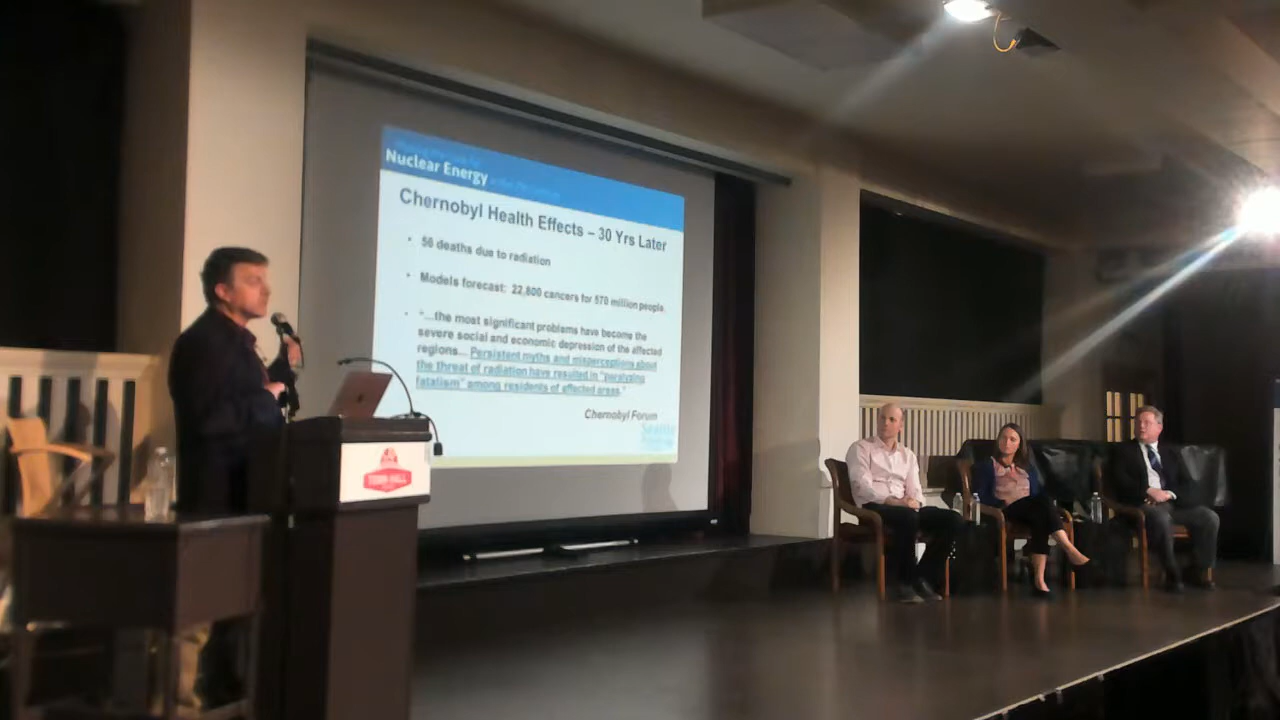 Nuclear Energy
Chernobyl Health Effects – 30 Yrs Later
• 56 deaths due to radiation
• Models forecast: 22,800 cancers for 570 million people
• "...the most significant problems have become the
severe social and economic depression of the affected
regions... Persistent myths and misperceptions about
the threat of radiation have resulted in "paralyzing
fatalism" among residents of affected areas."
Chernobyl Forum
Seattle
TOWN HALL